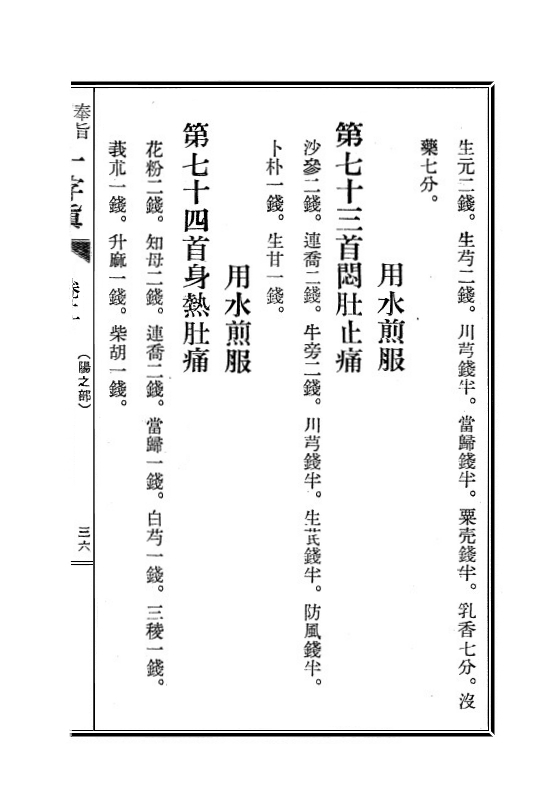 生元二錢。生芍二錢。川芎錢半。當歸錢半。粟壳錢半。乳香七分。沒
藥七分。
用水煎服
第七十三首悶肚止痛
沙參二錢。連喬二錢。牛旁二錢。川芎錢半。生芪錢半。防風錢半。
卜朴一錢。生甘一錢。
用水煎服
第七十四首身熱肚痛
花粉二錢。知母二錢。連喬二錢。當歸一錢。白芍一錢。三稜一錢。
莪朮一錢。升麻一錢。柴胡一錢。
奉旨
(陽之部)
三六